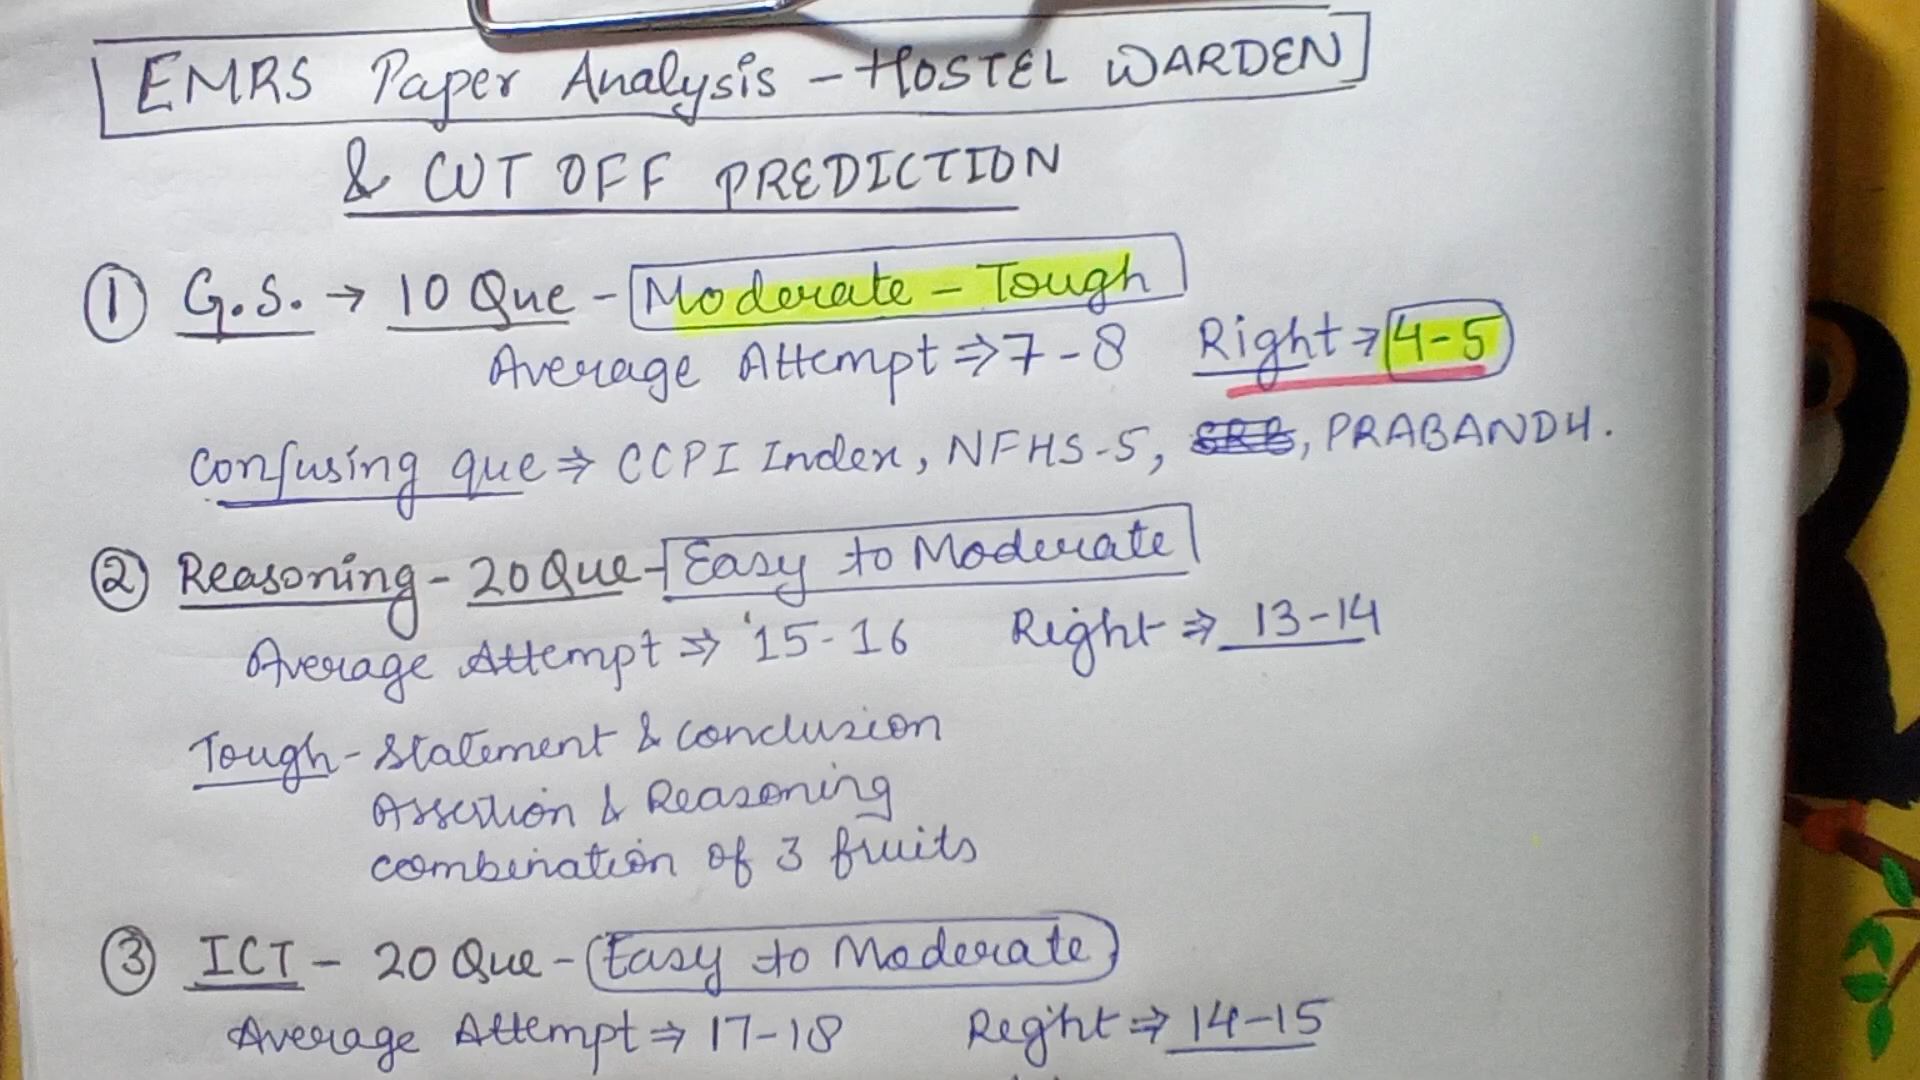 EMRS Paper Analysis - HOSTEL WARDEN
& CUT OFF PREDICTION
① G.S. → 10 Que - Moderate - Tough
Average Attempt ⇒ 7-8 Right → 4-5
Confusing que ⇒ CCPI Index, NFHS-5, , PRABANDH.
② Reasoning - 20 Que - Easy to Moderate
Average Attempt ⇒ 15-16 Right ⇒ 13-14
Tough - Statement & conclusion
Assertion & Reasoning
combination of 3 fruits
③ ICT - 20 Que - Easy to Moderate
Average Attempt ⇒ 17-18 Right ⇒ 14-15